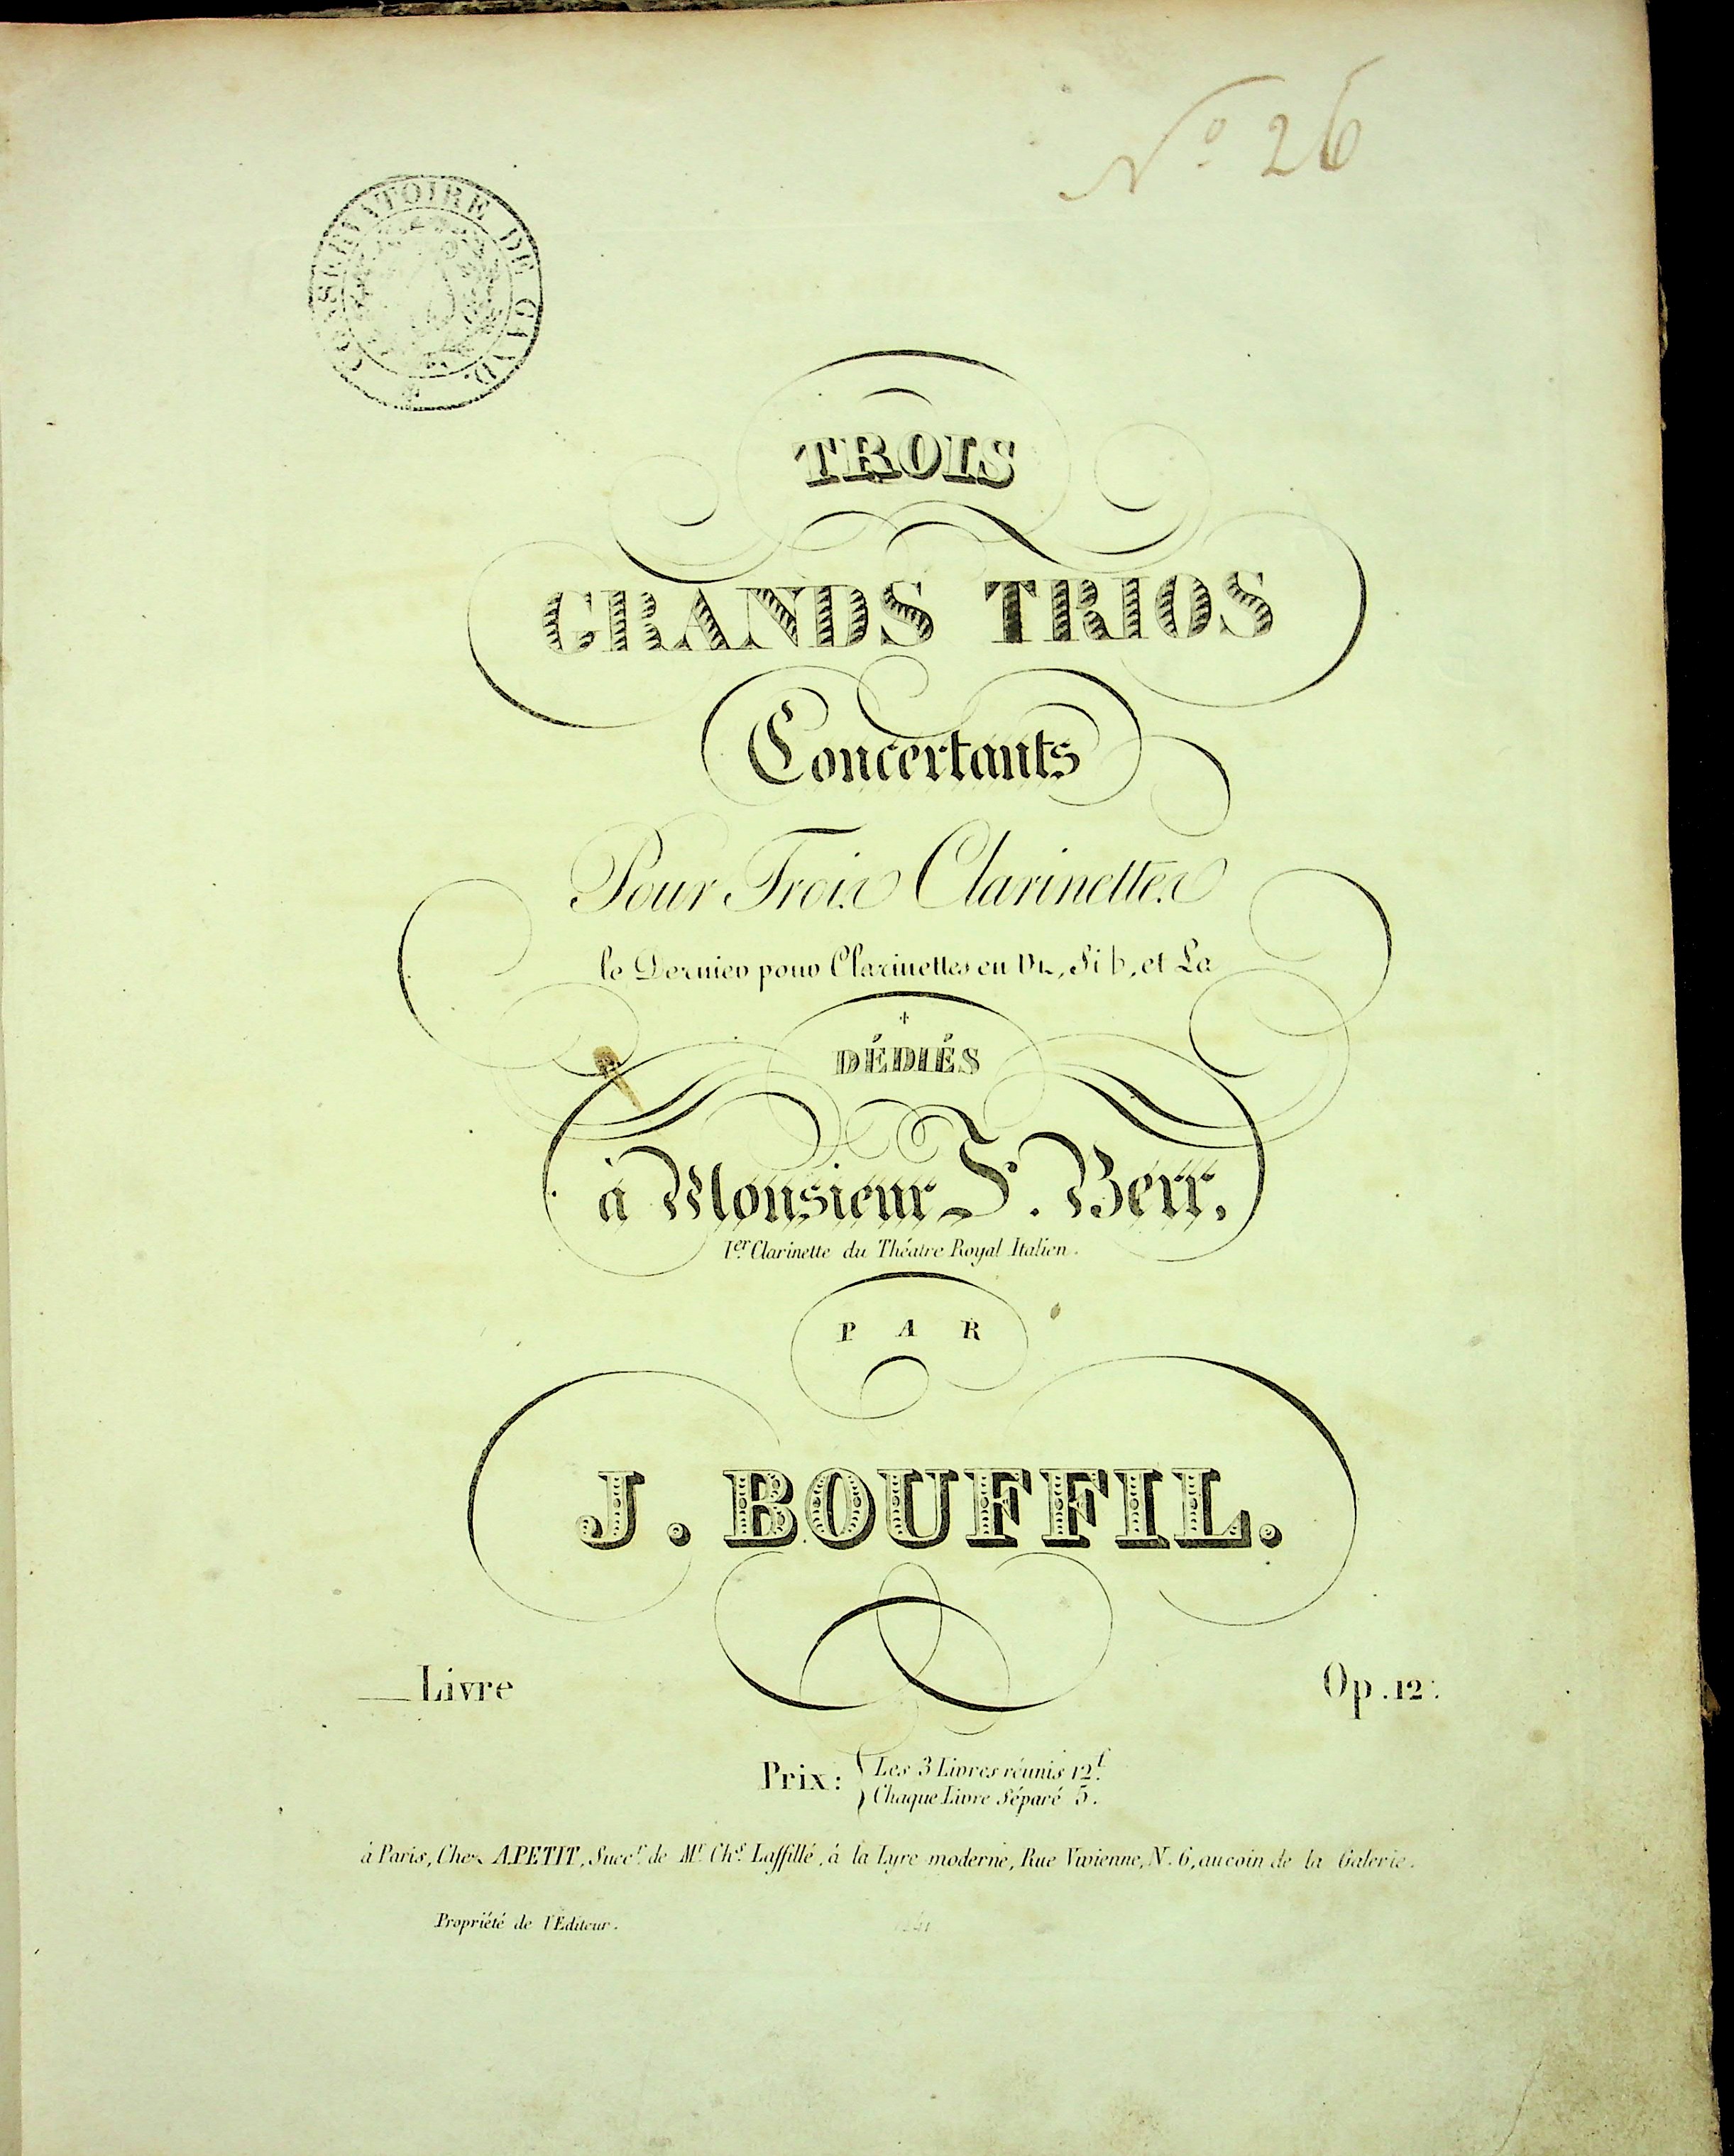 Nº 26
CONSERVATOIRE DE GAND.
TROIS
GRANDS TRIOS
Concertants
Pour Trois Clarinettes
le Dernier pour Clarinettes en Ut, Si b, et La
DÉDIÉS
à Monsieur F. Berr,
1er Clarinette du Théatre Royal Italien.
PAR
J. BOUFFIL.
Livre
Op. 12.
Prix: { Les 3 Livres réunis 12f.
Chaque Livre Séparé 5.
à Paris, Chez A.PETIT, Succr. de Mr. Chs. Laffillé, à la Lyre moderne, Rue Vivienne, N. 6, au coin de la Galerie.
Propriété de l'Editeur.